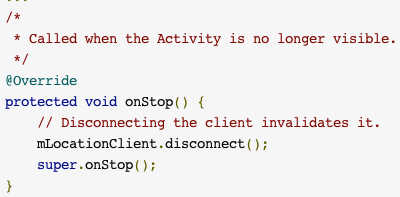 /*
 * Called when the Activity is no longer visible.
 */
@Override
protected void onStop() {
    // Disconnecting the client invalidates it.
    mLocationClient.disconnect();
    super.onStop();
}